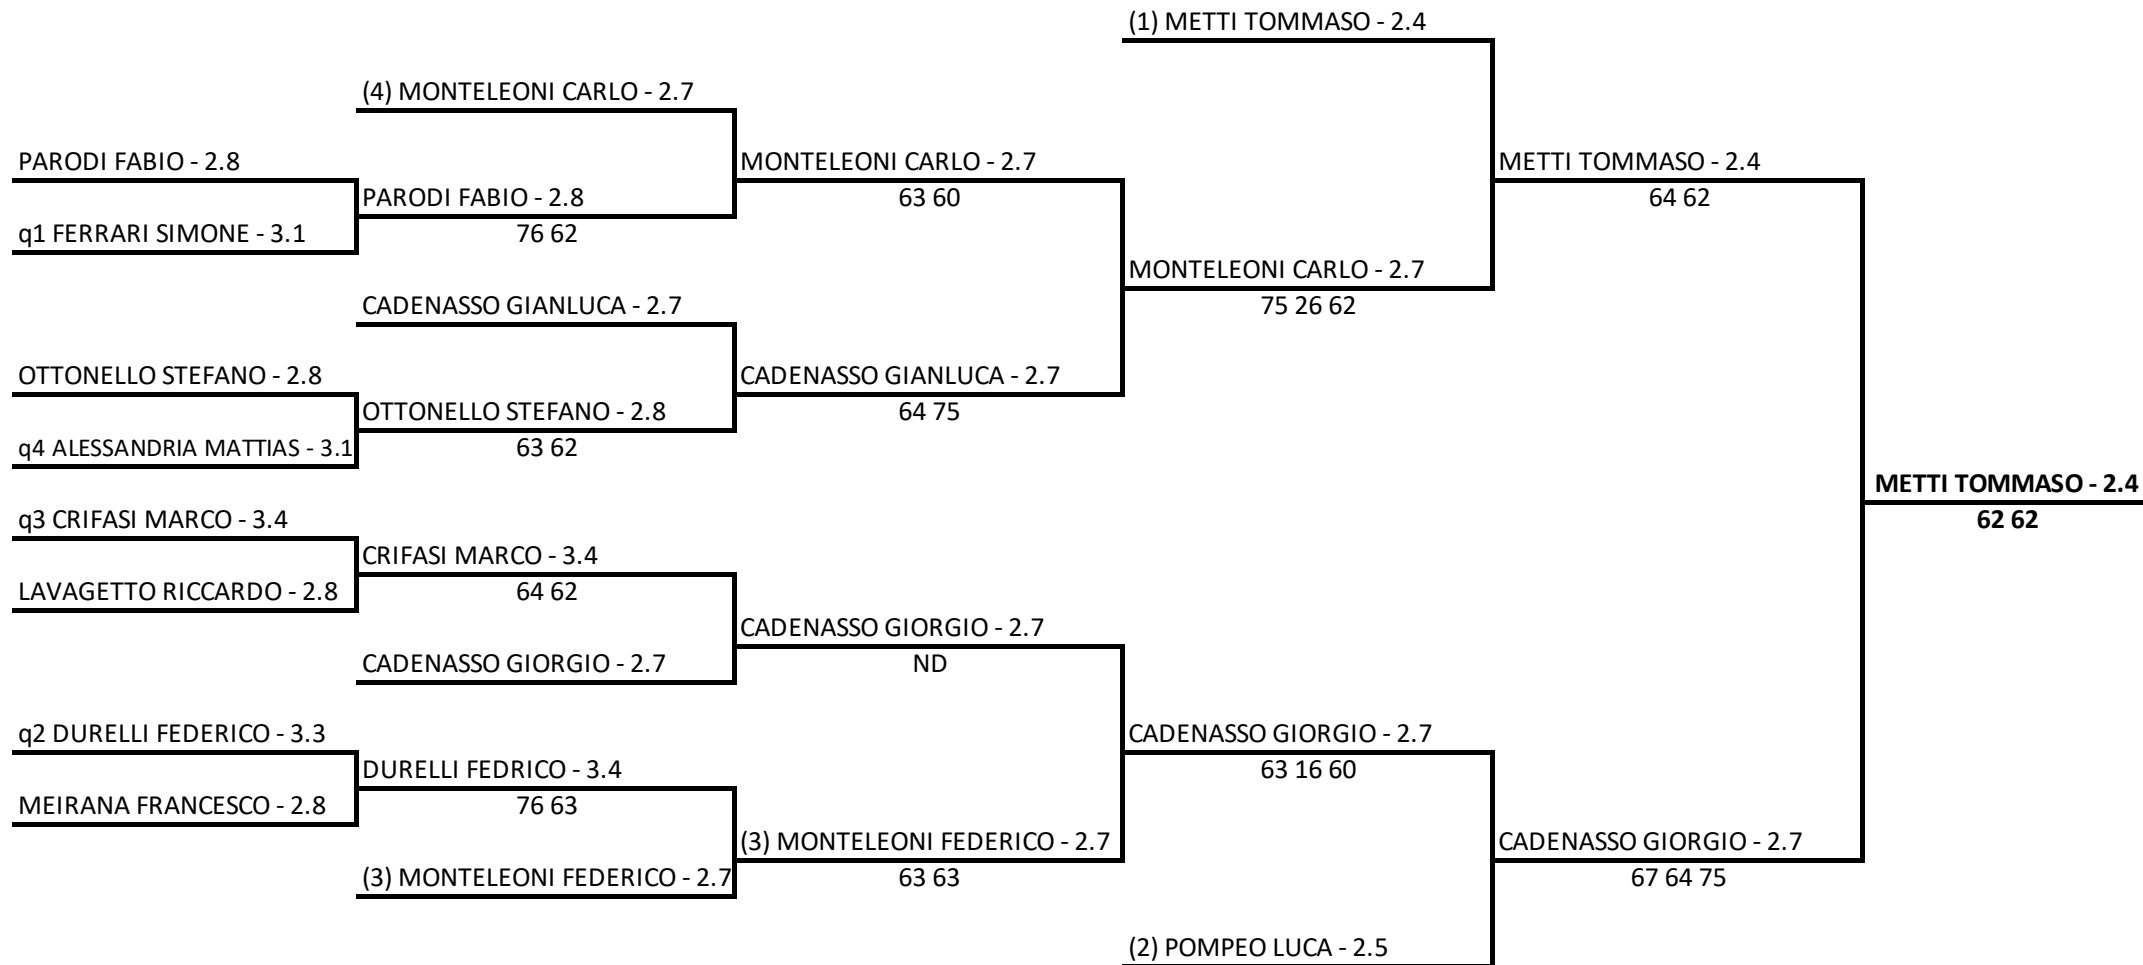 (1) METTI TOMMASO - 2.4
(4) MONTELEONI CARLO - 2.7
PARODI FABIO - 2.8
MONTELEONI CARLO - 2.7
METTI TOMMASO - 2.4
PARODI FABIO - 2.8
63 60
64 62
q1 FERRARI SIMONE - 3.1
76 62
MONTELEONI CARLO - 2.7
CADENASSO GIANLUCA - 2.7
75 26 62
OTTONELLO STEFANO - 2.8
CADENASSO GIANLUCA - 2.7
OTTONELLO STEFANO - 2.8
64 75
q4 ALESSANDRIA MATTIAS - 3.1
63 62
METTI TOMMASO - 2.4
q3 CRIFASI MARCO - 3.4
62 62
CRIFASI MARCO - 3.4
LAVAGETTO RICCARDO - 2.8
64 62
CADENASSO GIORGIO - 2.7
CADENASSO GIORGIO - 2.7
ND
q2 DURELLI FEDERICO - 3.3
CADENASSO GIORGIO - 2.7
DURELLI FEDRICO - 3.4
63 16 60
MEIRANA FRANCESCO - 2.8
76 63
(3) MONTELEONI FEDERICO - 2.7
CADENASSO GIORGIO - 2.7
(3) MONTELEONI FEDERICO - 2.7
63 63
67 64 75
(2) POMPEO LUCA - 2.5